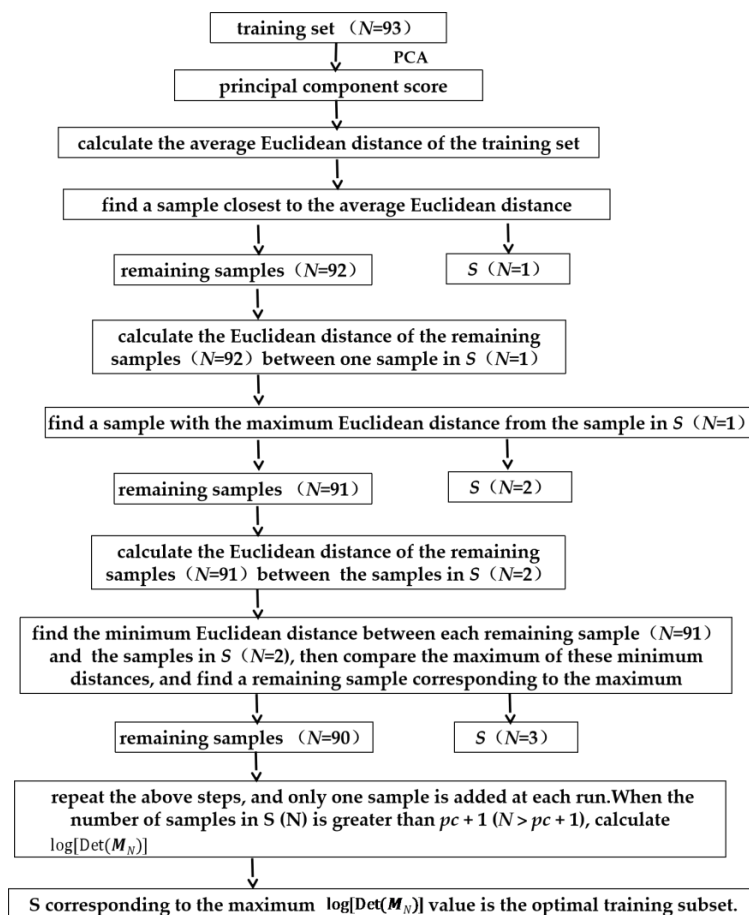 training set （N=93）
PCA
principal component score
calculate the average Euclidean distance of the training set
find a sample closest to the average Euclidean distance
remaining samples （N=92）
S（N=1）
calculate the Euclidean distance of the remaining
samples（N=92）between one sample in S（N=1）
find a sample with the maximum Euclidean distance from the sample in S（N=1）
remaining samples （N=91）
S（N=2）
calculate the Euclidean distance of the remaining
samples（N=91）between the samples in S（N=2）
find the minimum Euclidean distance between each remaining sample（N=91）
and the samples in S（N=2), then compare the maximum of these minimum
distances, and find a remaining sample corresponding to the maximum
remaining samples （N=90）
S（N=3）
repeat the above steps, and only one sample is added at each run.When the
number of samples in S (N) is greater than pc + 1 (N > pc + 1), calculate
log[Det(M_N)]
S corresponding to the maximum log[Det(M_N)] value is the optimal training subset.